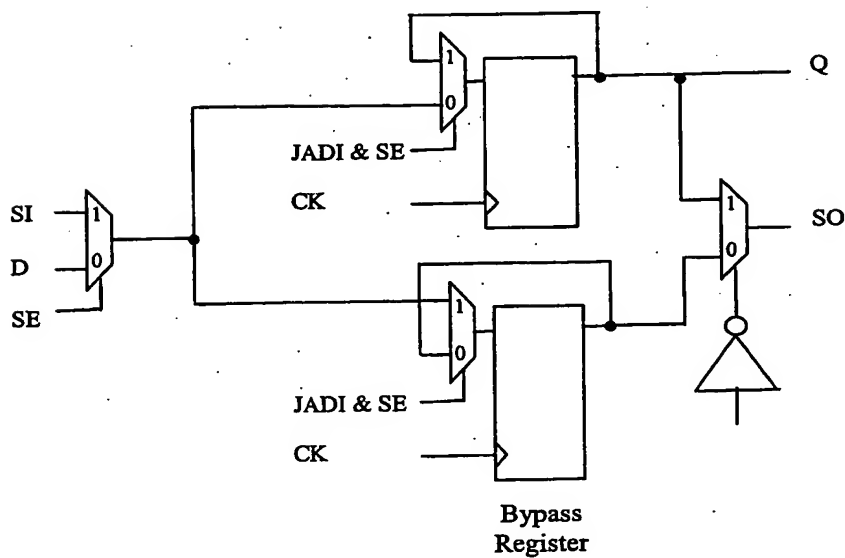 1
0
Q
JADI & SE
CK
SI
1
0
D
SE
1
0
SO
1
0
JADI & SE
CK
Bypass
Register